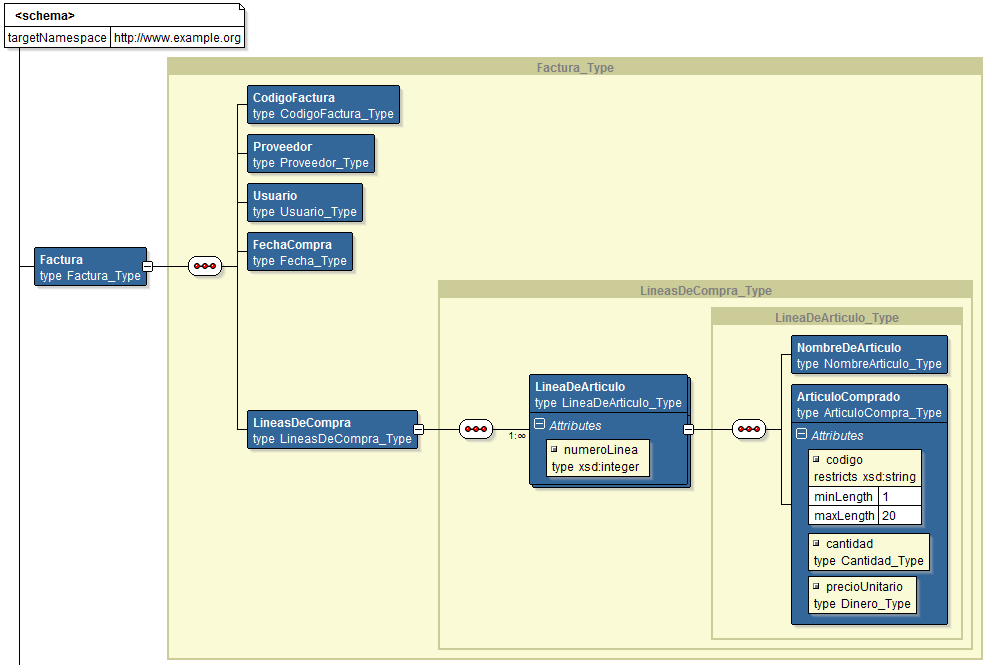 <schema>
targetNamespace http://www.example.org
Factura_Type
CodigoFactura
type CodigoFactura_Type
Proveedor
type Proveedor_Type
Usuario
type Usuario_Type
FechaCompra
type Fecha_Type
Factura
type Factura_Type
LineasDeCompra_Type
LineaDeArticulo_Type
NombreDeArticulo
type NombreArticulo_Type
LineaDeArticulo
type LineaDeArticulo_Type
Attributes
numeroLinea
type xsd:integer
1:∞
LineasDeCompra
type LineasDeCompra_Type
ArticuloComprado
type ArticuloCompra_Type
Attributes
codigo
restricts xsd:string
minLength 1
maxLength 20
cantidad
type Cantidad_Type
precioUnitario
type Dinero_Type